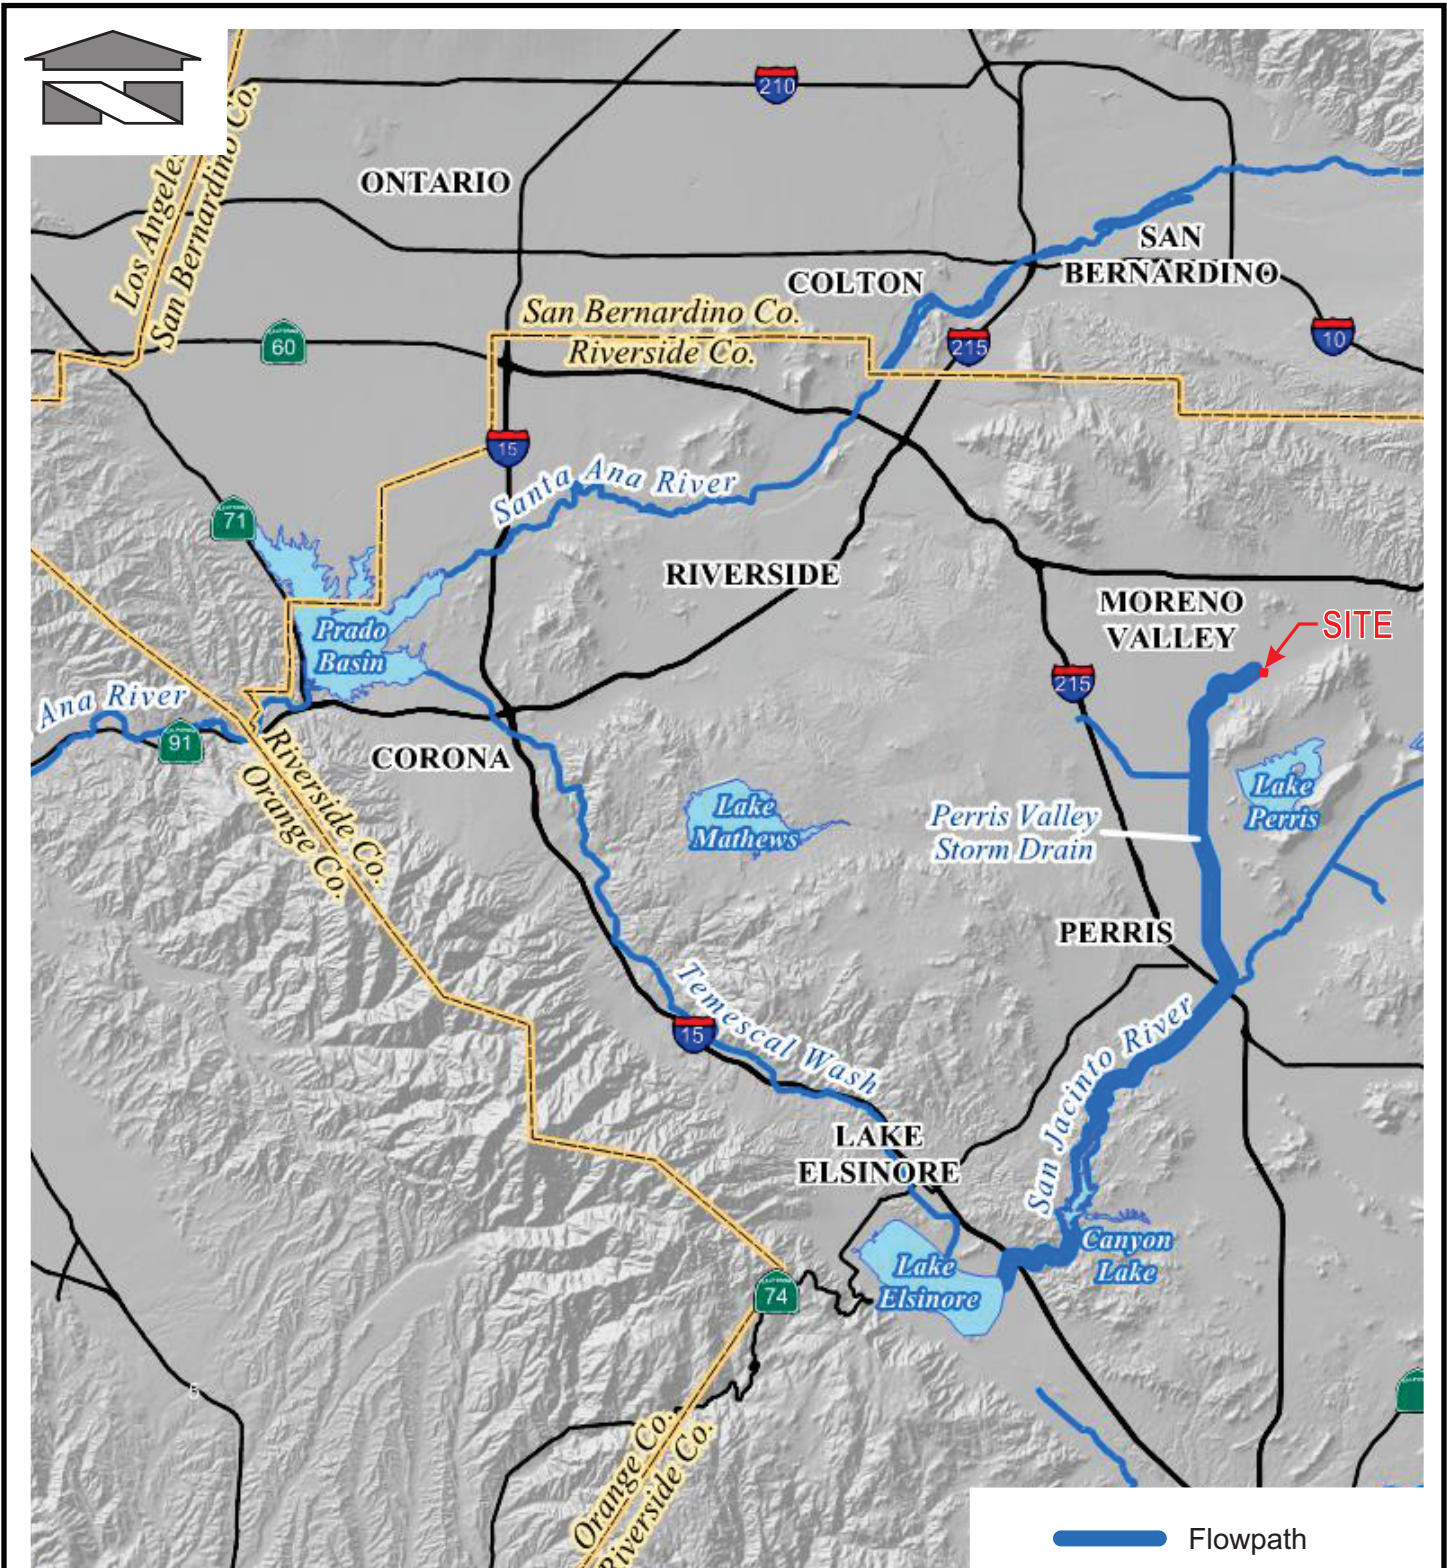 210
Los Angeles
San Bernardino Co.
ONTARIO
SAN
BERNARDINO
COLTON
San Bernardino Co.
Riverside Co.
CALIFORNIA
60
215
10
15
Santa Ana River
71
RIVERSIDE
MORENO
VALLEY
SITE
Prado
Basin
215
Ana River
91
CORONA
Riverside Co.
Orange Co.
Lake
Mathews
Lake
Perris
Perris Valley
Storm Drain
PERRIS
Temescal Wash
15
San Jacinto River
LAKE
ELSINORE
Canyon
Lake
Lake
Elsinore
74
5
Orange Co.
Riverside Co.
Flowpath